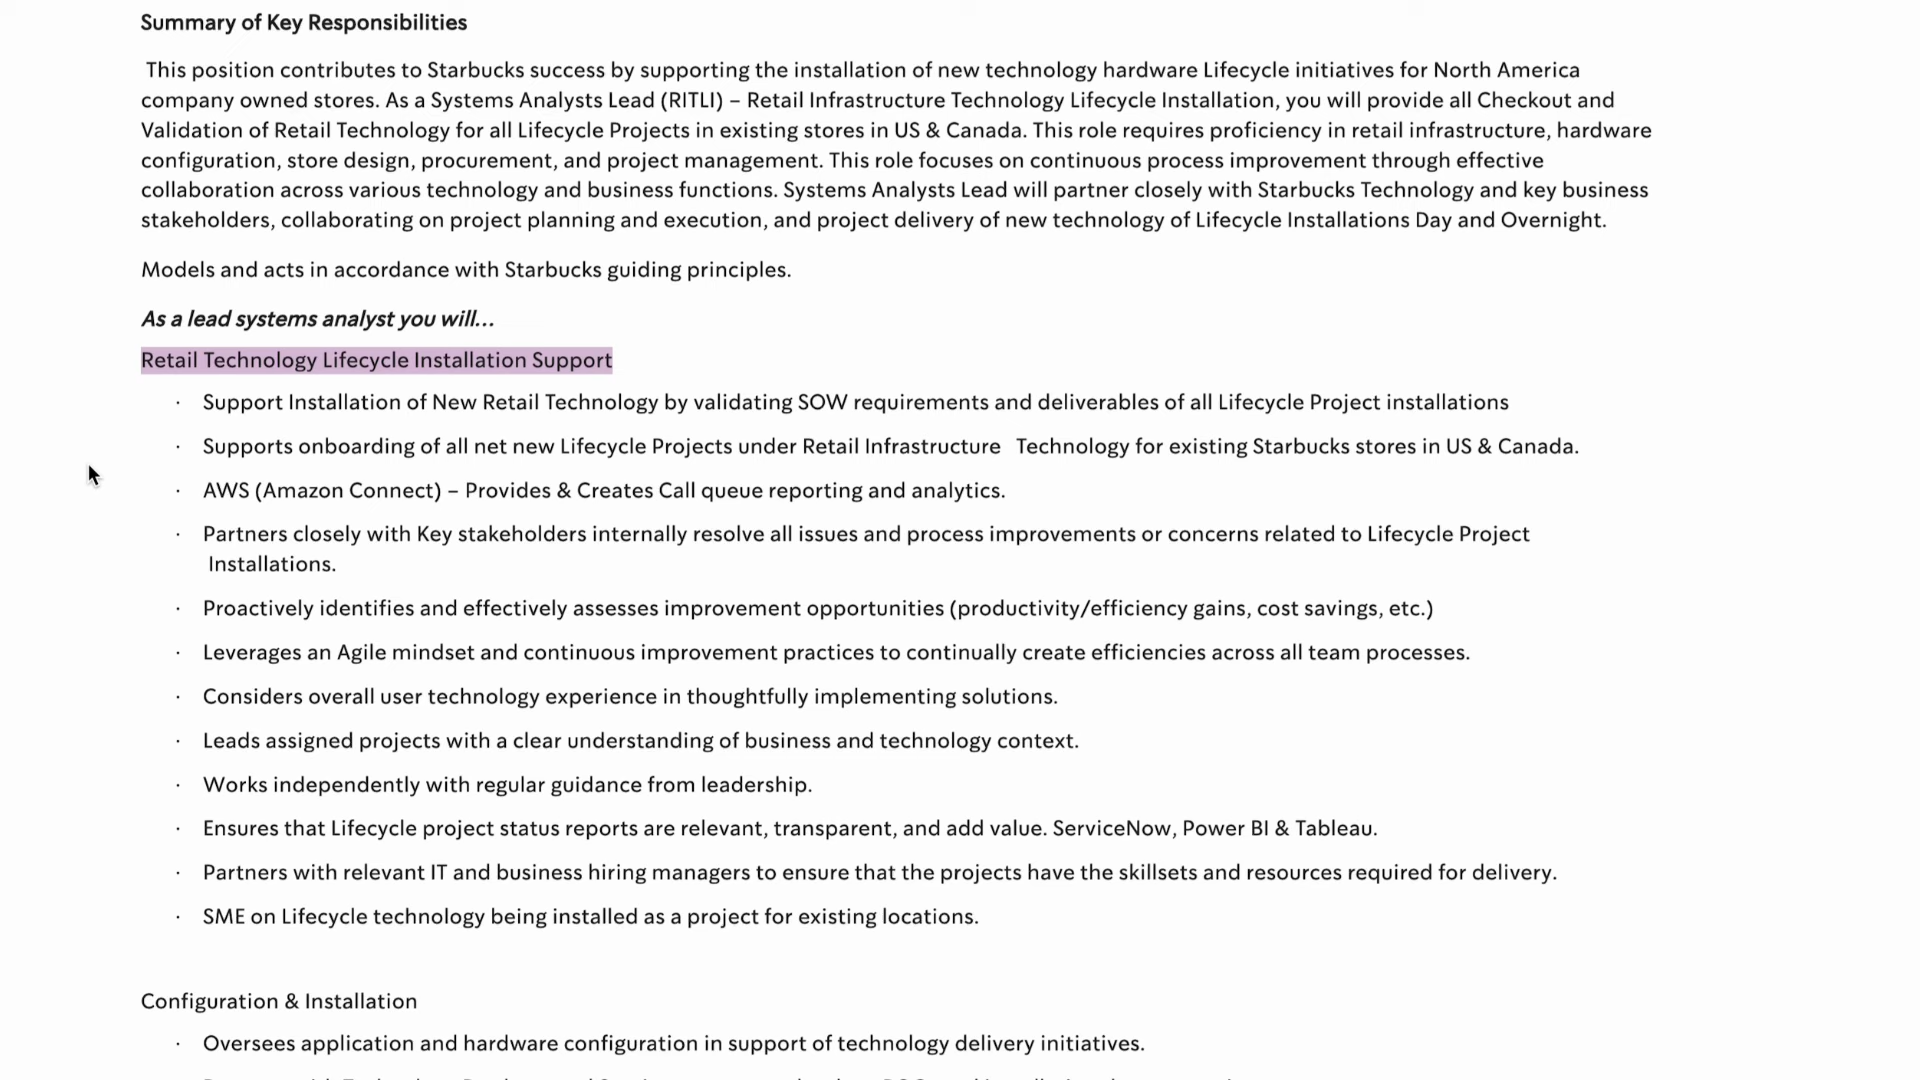 Summary of Key Responsibilities
This position contributes to Starbucks success by supporting the installation of new technology hardware Lifecycle initiatives for North America
company owned stores. As a Systems Analysts Lead (RITLI) – Retail Infrastructure Technology Lifecycle Installation, you will provide all Checkout and
Validation of Retail Technology for all Lifecycle Projects in existing stores in US & Canada. This role requires proficiency in retail infrastructure, hardware
configuration, store design, procurement, and project management. This role focuses on continuous process improvement through effective
collaboration across various technology and business functions. Systems Analysts Lead will partner closely with Starbucks Technology and key business
stakeholders, collaborating on project planning and execution, and project delivery of new technology of Lifecycle Installations Day and Overnight.
Models and acts in accordance with Starbucks guiding principles.
As a lead systems analyst you will...
Retail Technology Lifecycle Installation Support
· Support Installation of New Retail Technology by validating SOW requirements and deliverables of all Lifecycle Project installations
· Supports onboarding of all net new Lifecycle Projects under Retail Infrastructure Technology for existing Starbucks stores in US & Canada.
· AWS (Amazon Connect) – Provides & Creates Call queue reporting and analytics.
· Partners closely with Key stakeholders internally resolve all issues and process improvements or concerns related to Lifecycle Project
Installations.
· Proactively identifies and effectively assesses improvement opportunities (productivity/efficiency gains, cost savings, etc.)
· Leverages an Agile mindset and continuous improvement practices to continually create efficiencies across all team processes.
· Considers overall user technology experience in thoughtfully implementing solutions.
· Leads assigned projects with a clear understanding of business and technology context.
· Works independently with regular guidance from leadership.
· Ensures that Lifecycle project status reports are relevant, transparent, and add value. ServiceNow, Power BI & Tableau.
· Partners with relevant IT and business hiring managers to ensure that the projects have the skillsets and resources required for delivery.
· SME on Lifecycle technology being installed as a project for existing locations.
Configuration & Installation
· Oversees application and hardware configuration in support of technology delivery initiatives.